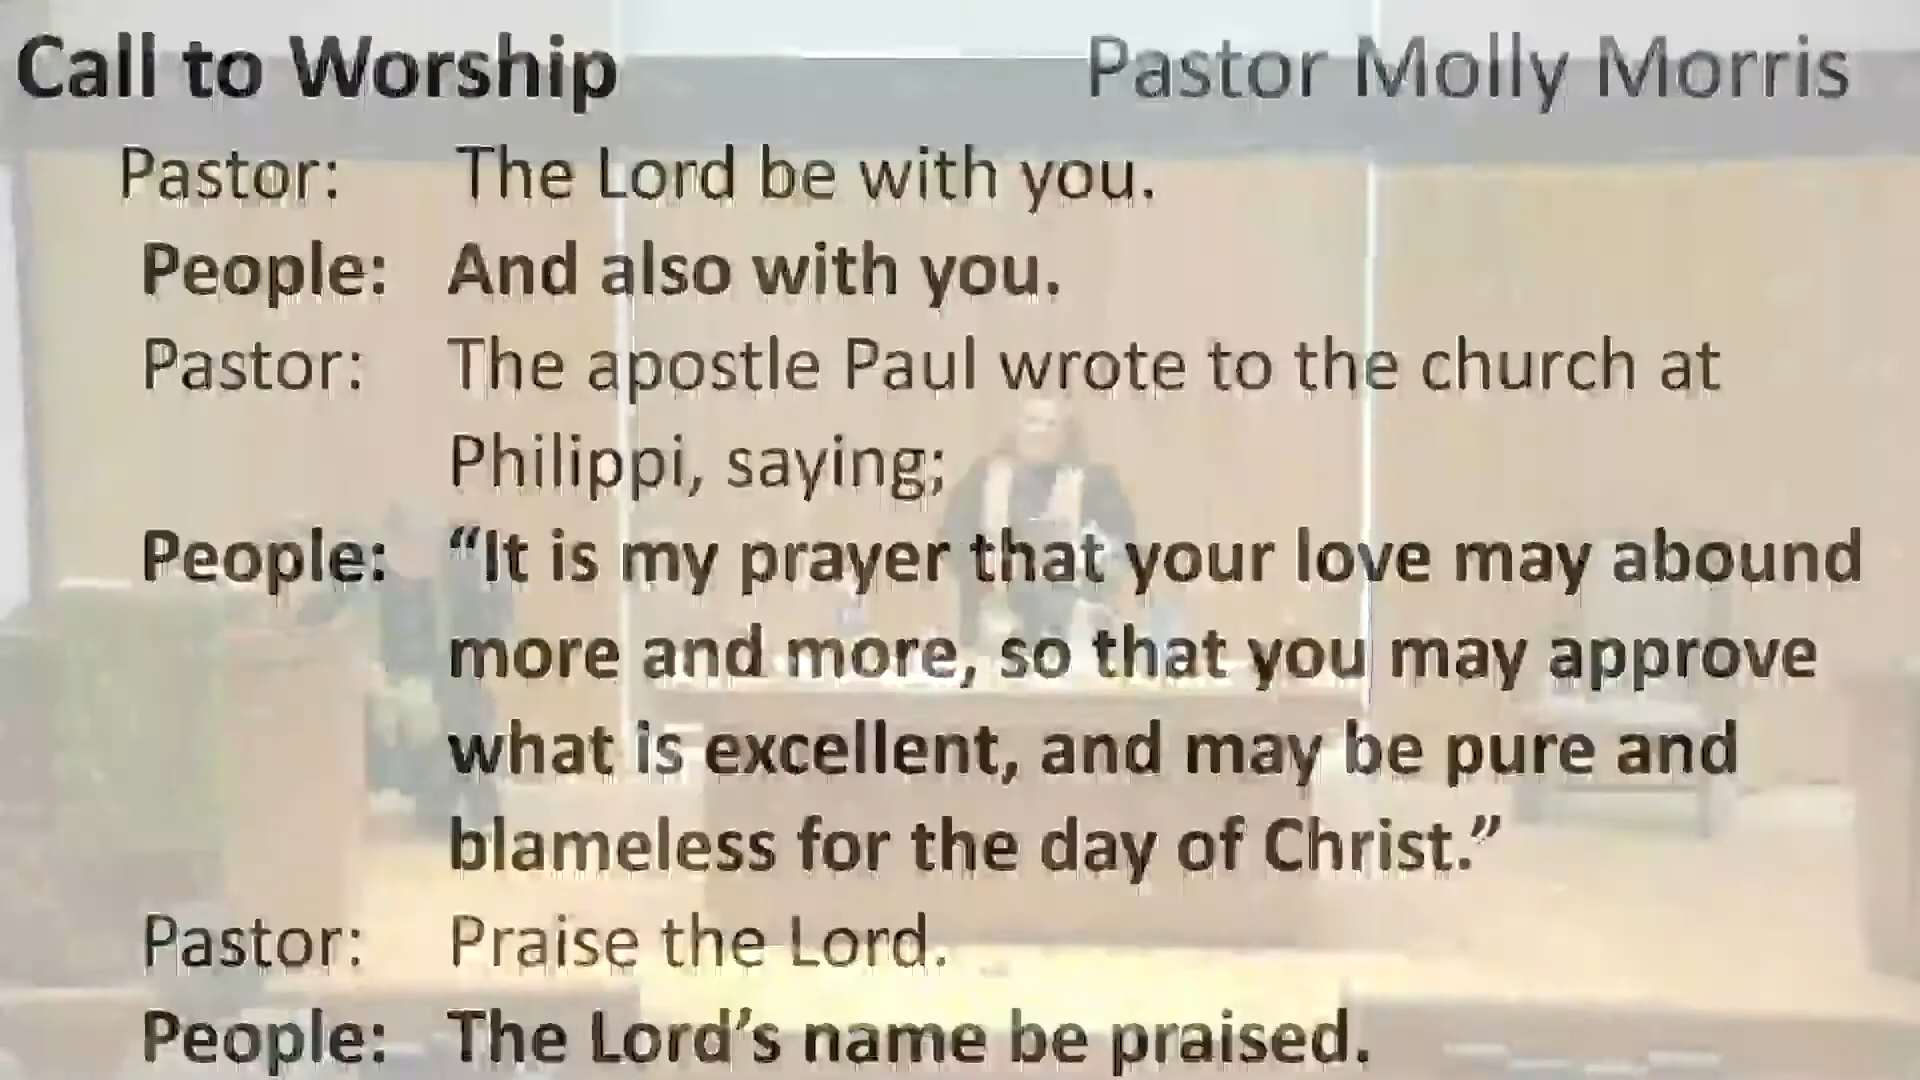 Call to Worship Pastor Molly Morris
Pastor: The Lord be with you.
People: And also with you.
Pastor: The apostle Paul wrote to the church at
Philippi, saying;
People: “It is my prayer that your love may abound
more and more, so that you may approve
what is excellent, and may be pure and
blameless for the day of Christ.”
Pastor: Praise the Lord.
People: The Lord’s name be praised.